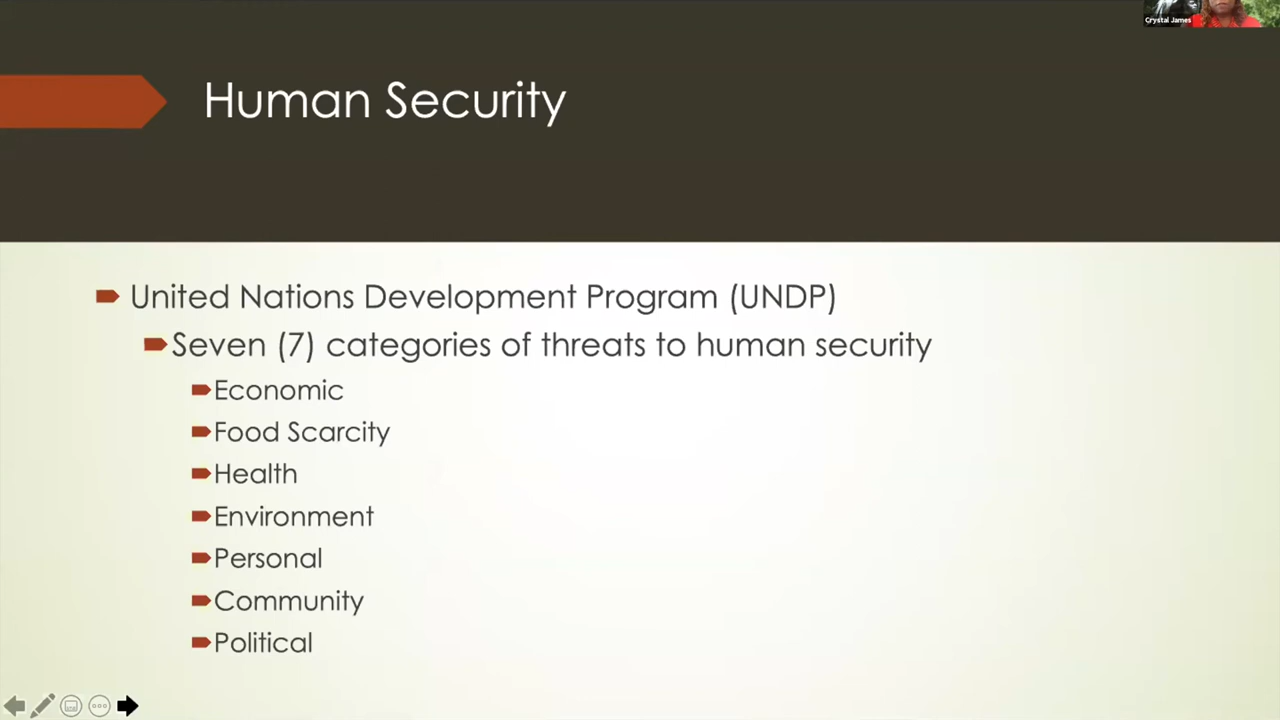 Crystal James
Human Security
United Nations Development Program (UNDP)
Seven (7) categories of threats to human security
Economic
Food Scarcity
Health
Environment
Personal
Community
Political